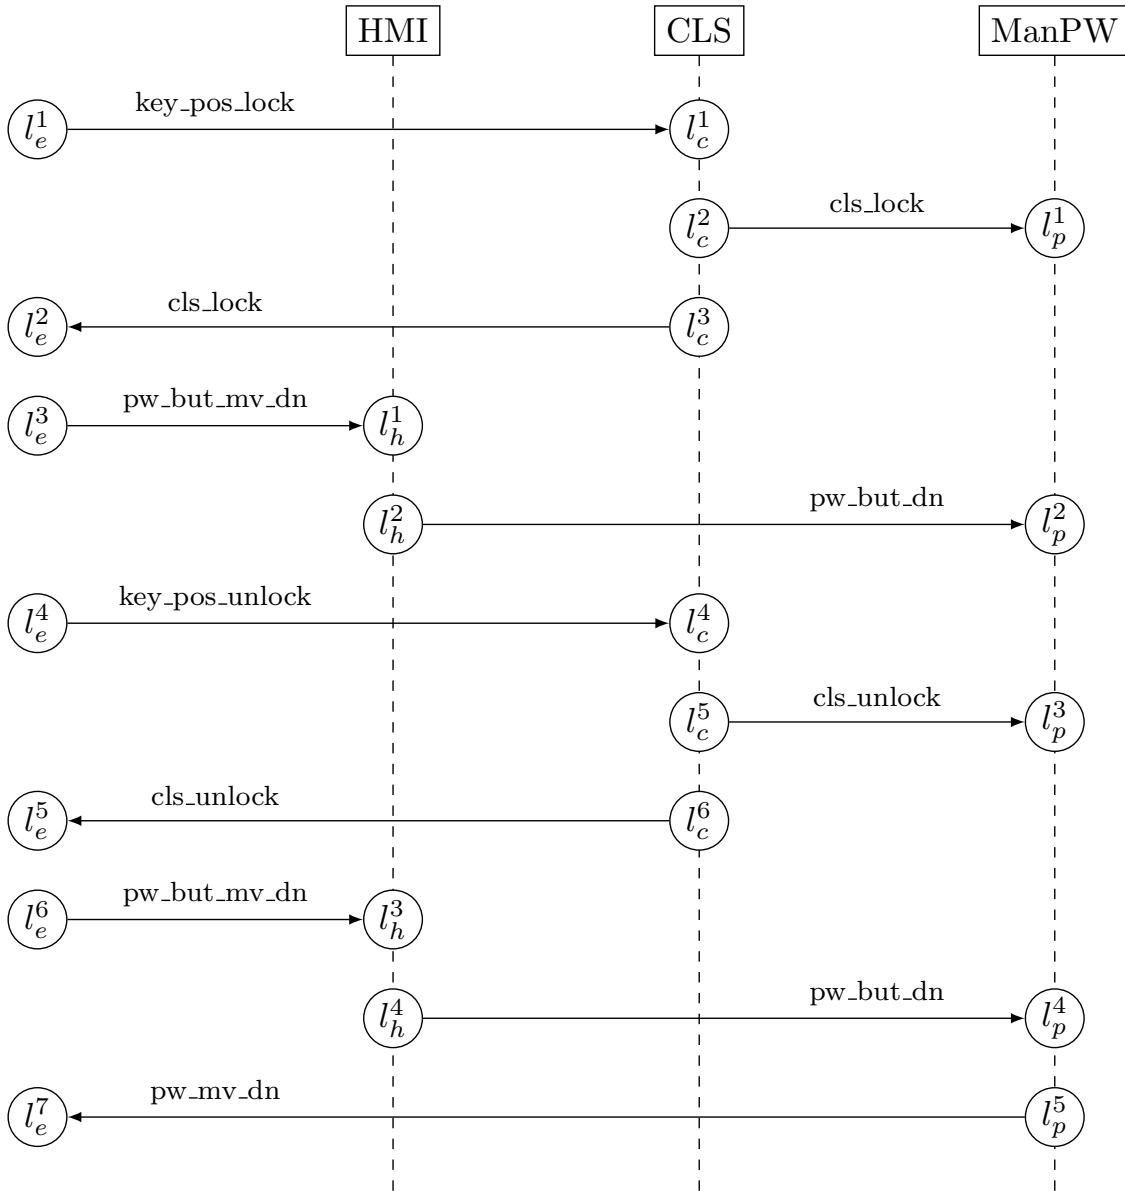 HMI CLS ManPW
key_pos_lock
l_e^1 l_c^1
cls_lock
l_c^2 l_p^1
cls_lock
l_e^2 l_c^3
pw_but_mv_dn
l_e^3 l_h^1
pw_but_dn
l_h^2 l_p^2
key_pos_unlock
l_e^4 l_c^4
cls_unlock
l_c^5 l_p^3
cls_unlock
l_e^5 l_c^6
pw_but_mv_dn
l_e^6 l_h^3
pw_but_dn
l_h^4 l_p^4
pw_mv_dn
l_e^7 l_p^5